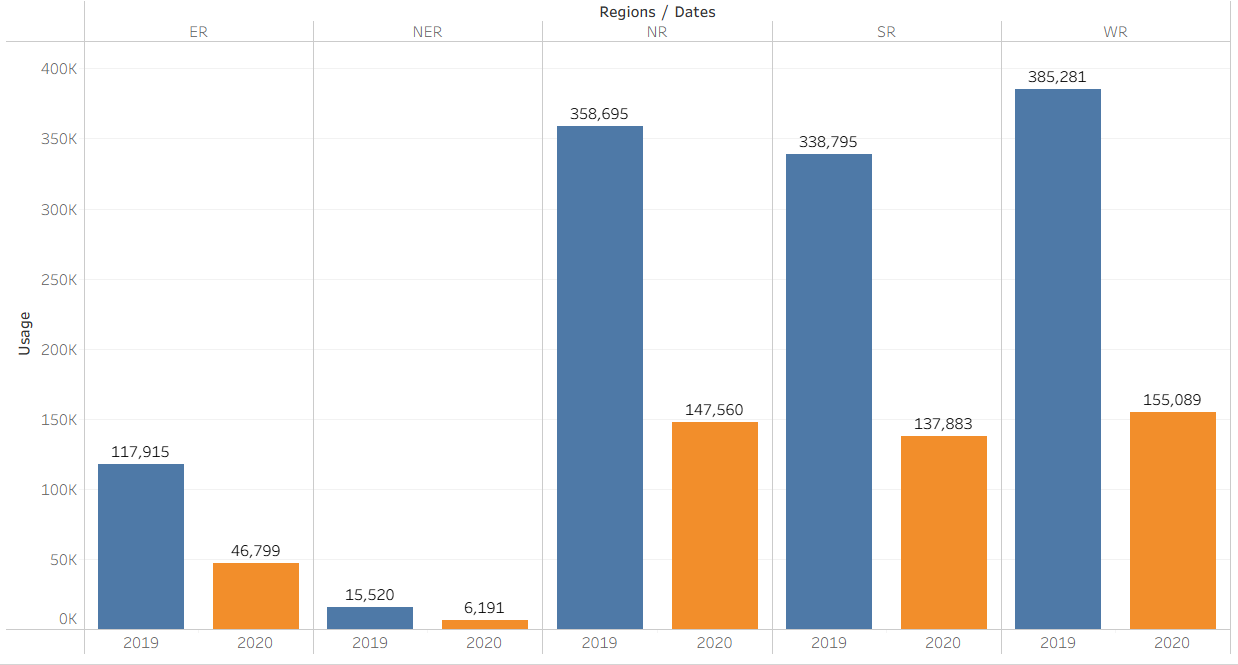 Regions / Dates
ER NER NR SR WR
400K
385,281
358,695
350K
338,795
300K
250K
Usage
200K
150K
155,089
147,560
137,883
117,915
100K
50K
46,799
15,520
6,191
0K
2019 2020 2019 2020 2019 2020 2019 2020 2019 2020